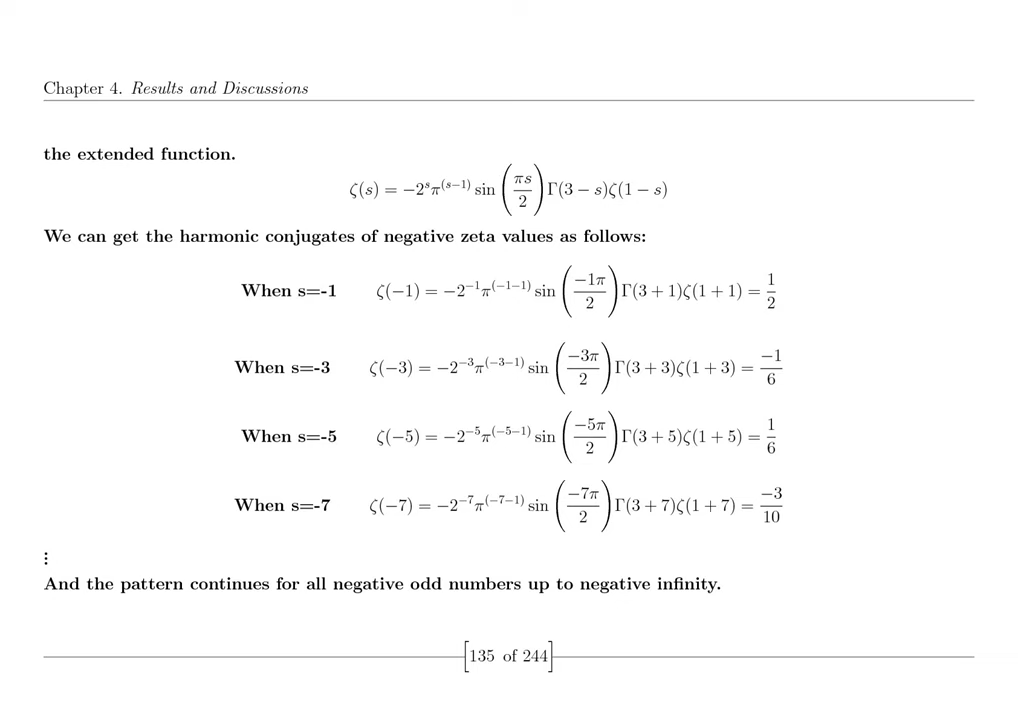 Chapter 4. Results and Discussions
the extended function.
ζ(s) = −2^sπ^(s−1) sin(πs/2)Γ(3 − s)ζ(1 − s)
We can get the harmonic conjugates of negative zeta values as follows:
When s=-1 ζ(−1) = −2^−1π^(−1−1) sin(−1π/2)Γ(3 + 1)ζ(1 + 1) = 1/2
When s=-3 ζ(−3) = −2^−3π^(−3−1) sin(−3π/2)Γ(3 + 3)ζ(1 + 3) = −1/6
When s=-5 ζ(−5) = −2^−5π^(−5−1) sin(−5π/2)Γ(3 + 5)ζ(1 + 5) = 1/6
When s=-7 ζ(−7) = −2^−7π^(−7−1) sin(−7π/2)Γ(3 + 7)ζ(1 + 7) = −3/10
⋮
And the pattern continues for all negative odd numbers up to negative infinity.
[135 of 244]